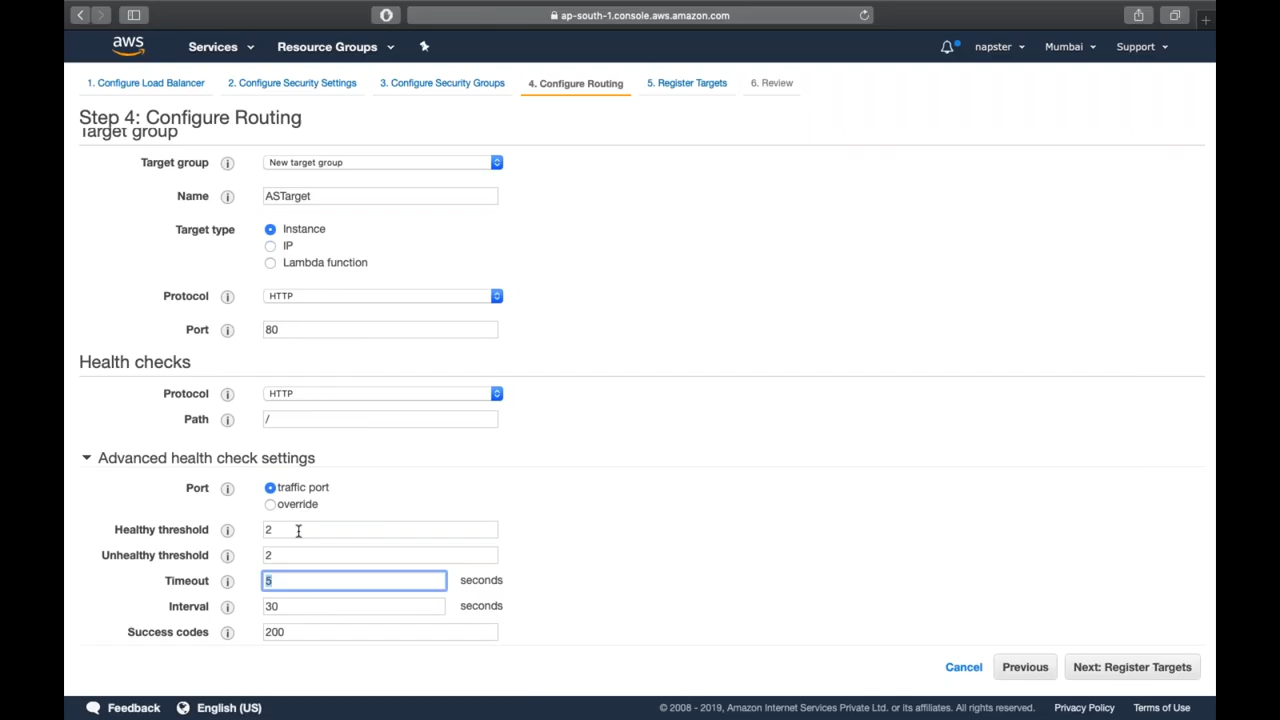 ap-south-1.console.aws.amazon.com
aws Services Resource Groups napster Mumbai Support
1. Configure Load Balancer 2. Configure Security Settings 3. Configure Security Groups 4. Configure Routing 5. Register Targets 6. Review
Step 4: Configure Routing
Target group
Target group i New target group
Name i ASTarget
Target type i Instance
IP
Lambda function
Protocol i HTTP
Port i 80
Health checks
Protocol i HTTP
Path i /
Advanced health check settings
Port i traffic port
override
Healthy threshold i 2
Unhealthy threshold i 2
Timeout i 5 seconds
Interval i 30 seconds
Success codes i 200
Cancel Previous Next: Register Targets
Feedback English (US) © 2008 - 2019, Amazon Internet Services Private Ltd. or its affiliates. All rights reserved. Privacy Policy Terms of Use